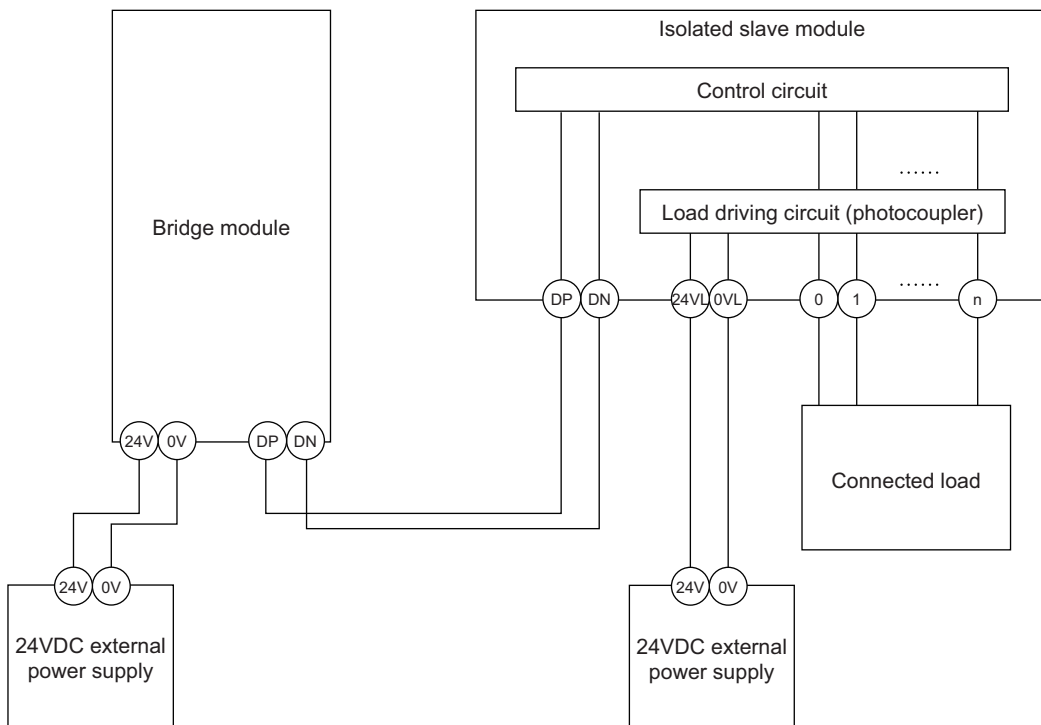 Isolated slave module
Control circuit
......
Load driving circuit (photocoupler)
Bridge module
DP DN 24VL 0VL 0 1 ...... n
24V 0V DP DN
Connected load
24V 0V
24VDC external
power supply
24V 0V
24VDC external
power supply